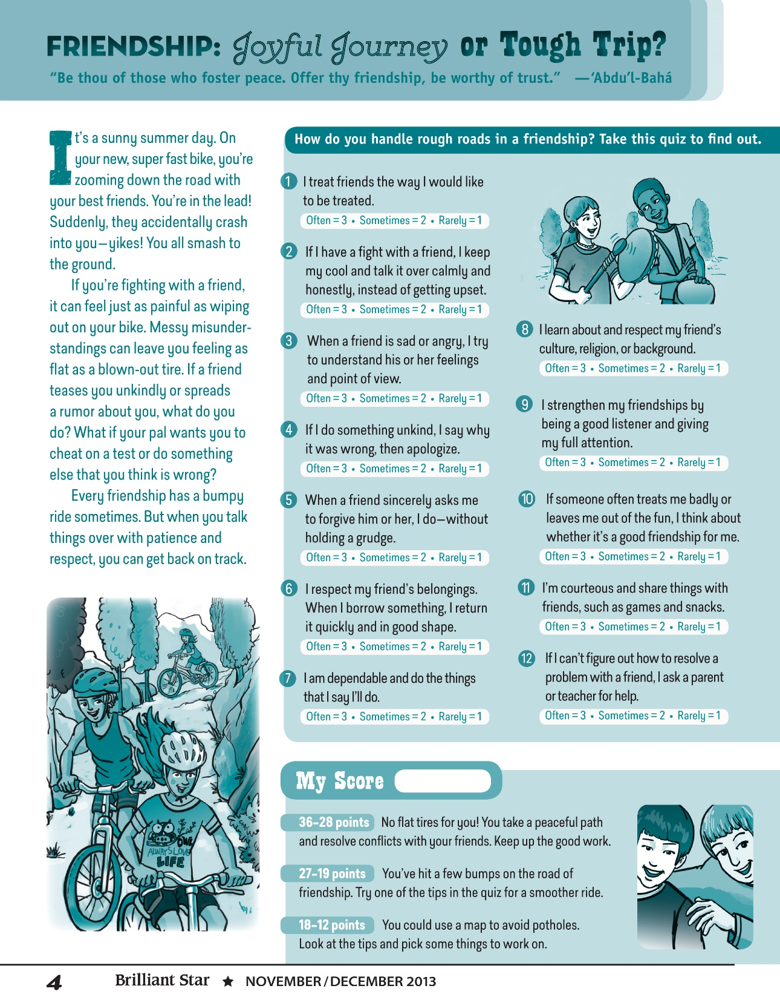 FRIENDSHIP: Joyful Journey or Tough Trip?
“Be thou of those who foster peace. Offer thy friendship, be worthy of trust.” —‘Abdu’l-Bahá
It’s a sunny summer day. On
your new, super fast bike, you’re
zooming down the road with
your best friends. You’re in the lead!
Suddenly, they accidentally crash
into you—yikes! You all smash to
the ground.
If you’re fighting with a friend,
it can feel just as painful as wiping
out on your bike. Messy misunder-
standings can leave you feeling as
flat as a blown-out tire. If a friend
teases you unkindly or spreads
a rumor about you, what do you
do? What if your pal wants you to
cheat on a test or do something
else that you think is wrong?
Every friendship has a bumpy
ride sometimes. But when you talk
things over with patience and
respect, you can get back on track.
OWL
ALWAYS LOVE
LIFE
How do you handle rough roads in a friendship? Take this quiz to find out.
1 I treat friends the way I would like
to be treated.
Often = 3 • Sometimes = 2 • Rarely = 1
2 If I have a fight with a friend, I keep
my cool and talk it over calmly and
honestly, instead of getting upset.
Often = 3 • Sometimes = 2 • Rarely = 1
3 When a friend is sad or angry, I try
to understand his or her feelings
and point of view.
Often = 3 • Sometimes = 2 • Rarely = 1
4 If I do something unkind, I say why
it was wrong, then apologize.
Often = 3 • Sometimes = 2 • Rarely = 1
5 When a friend sincerely asks me
to forgive him or her, I do—without
holding a grudge.
Often = 3 • Sometimes = 2 • Rarely = 1
6 I respect my friend’s belongings.
When I borrow something, I return
it quickly and in good shape.
Often = 3 • Sometimes = 2 • Rarely = 1
7 I am dependable and do the things
that I say I’ll do.
Often = 3 • Sometimes = 2 • Rarely = 1
8 I learn about and respect my friend’s
culture, religion, or background.
Often = 3 • Sometimes = 2 • Rarely = 1
9 I strengthen my friendships by
being a good listener and giving
my full attention.
Often = 3 • Sometimes = 2 • Rarely = 1
10 If someone often treats me badly or
leaves me out of the fun, I think about
whether it’s a good friendship for me.
Often = 3 • Sometimes = 2 • Rarely = 1
11 I’m courteous and share things with
friends, such as games and snacks.
Often = 3 • Sometimes = 2 • Rarely = 1
12 If I can’t figure out how to resolve a
problem with a friend, I ask a parent
or teacher for help.
Often = 3 • Sometimes = 2 • Rarely = 1
My Score
36–28 points No flat tires for you! You take a peaceful path
and resolve conflicts with your friends. Keep up the good work.
27–19 points You’ve hit a few bumps on the road of
friendship. Try one of the tips in the quiz for a smoother ride.
18–12 points You could use a map to avoid potholes.
Look at the tips and pick some things to work on.
4 Brilliant Star ★ NOVEMBER/DECEMBER 2013